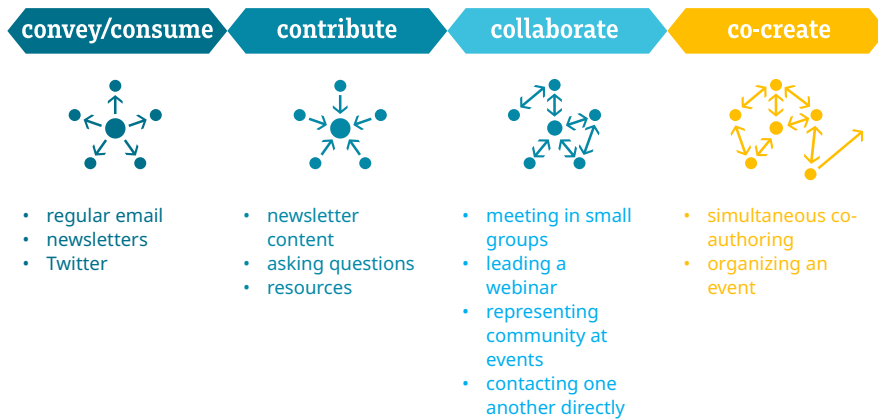 convey/consume
contribute
collaborate
co-create
• regular email
• newsletters
• Twitter
• newsletter
content
• asking questions
• resources
• meeting in small
groups
• leading a
webinar
• representing
community at
events
• contacting one
another directly
• simultaneous co-
authoring
• organizing an
event